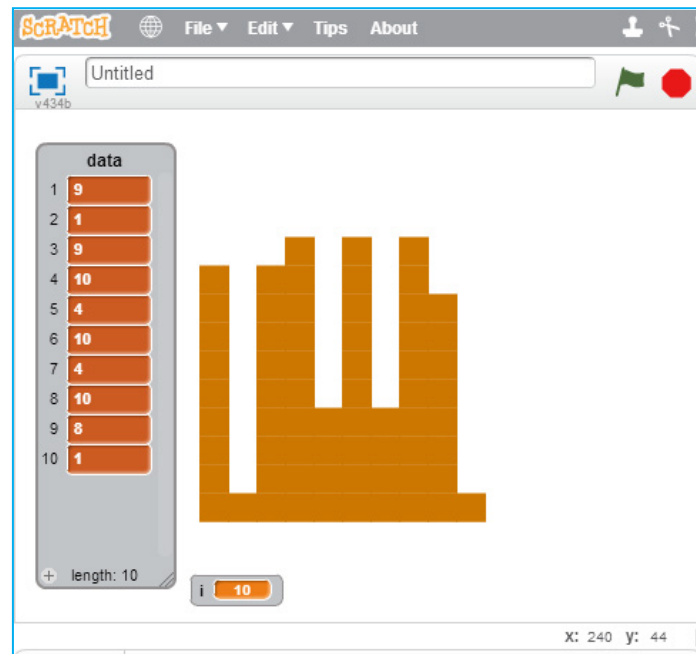 SCRATCH File Edit Tips About
Untitled
v434b
data
1 9
2 1
3 9
4 10
5 4
6 10
7 4
8 10
9 8
10 1
+ length: 10
i 10
x: 240 y: 44